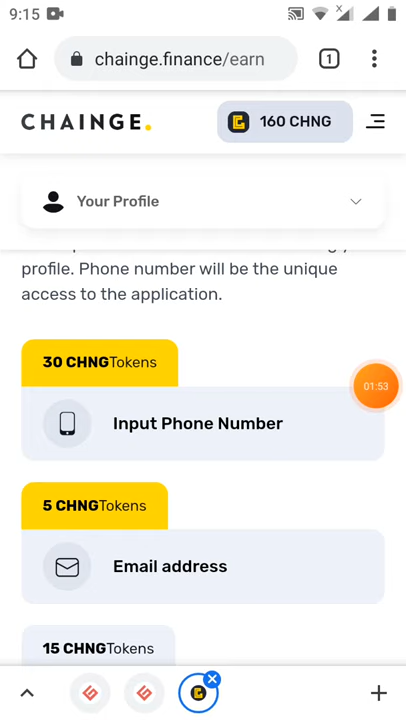 9:15
chainge.finance/earn
1
CHAINGE.
160 CHNG
Your Profile
profile. Phone number will be the unique
access to the application.
30 CHNGTokens
01:53
Input Phone Number
5 CHNGTokens
Email address
15 CHNGTokens